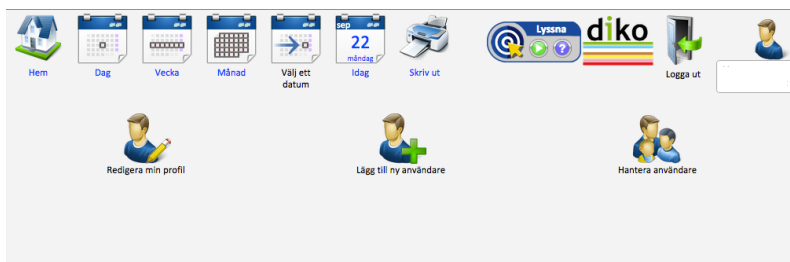 sep
22
måndag
Hem
Dag
Vecka
Månad
Välj ett
datum
Idag
Skriv ut
Lyssna
diko
Logga ut
Redigera min profil
Lägg till ny användare
Hantera användare